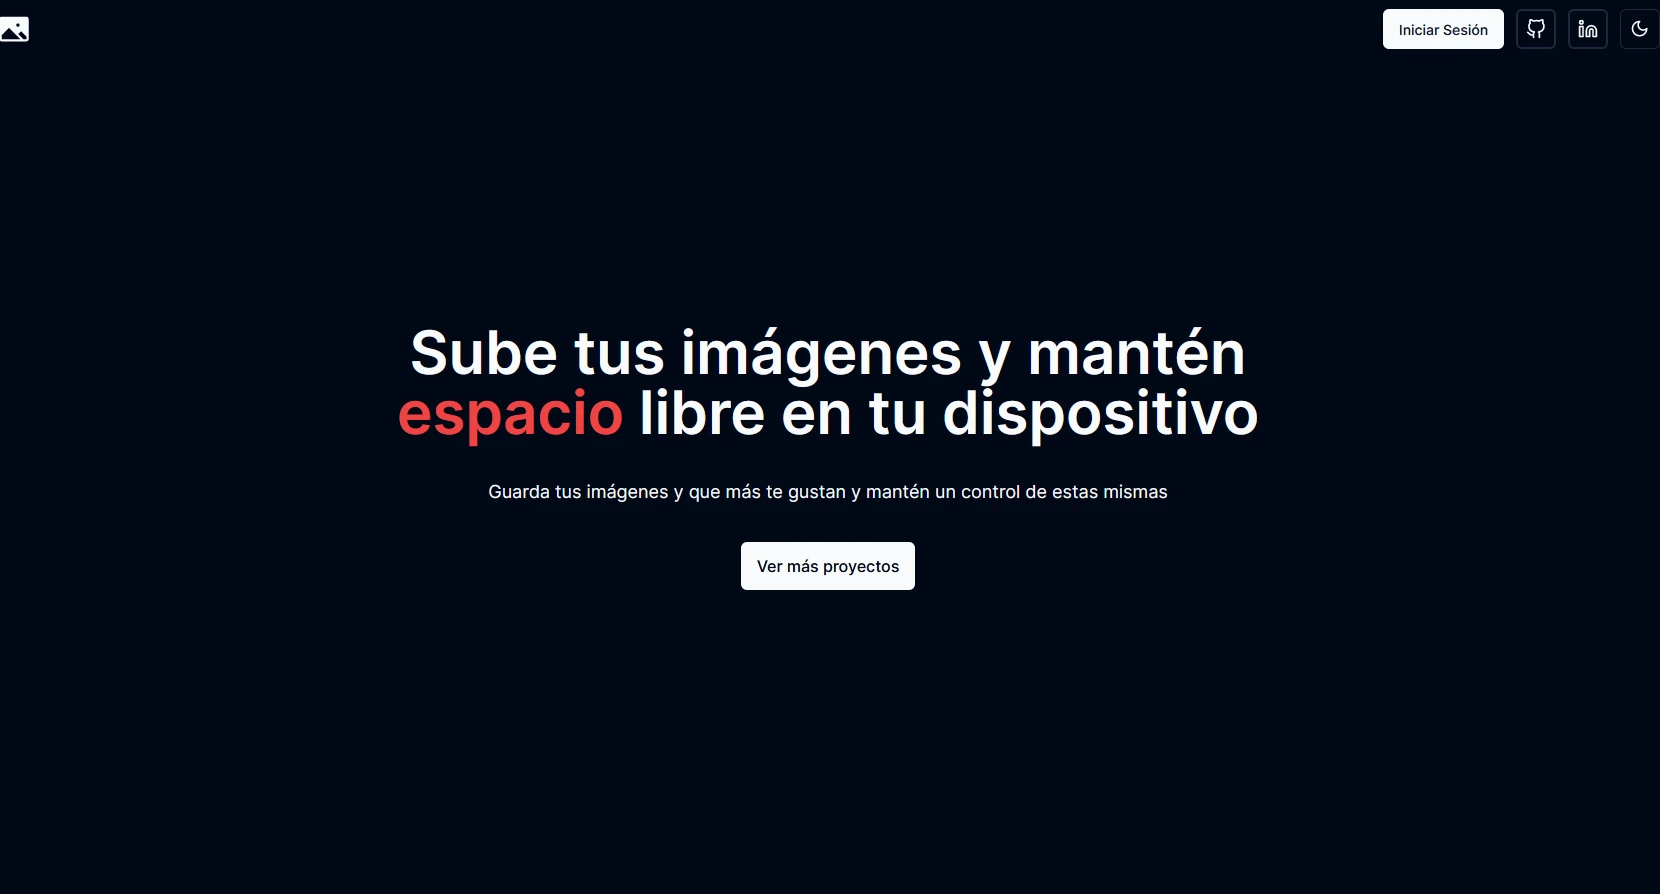 Iniciar Sesión
Sube tus imágenes y mantén
espacio libre en tu dispositivo
Guarda tus imágenes y que más te gustan y mantén un control de estas mismas
Ver más proyectos